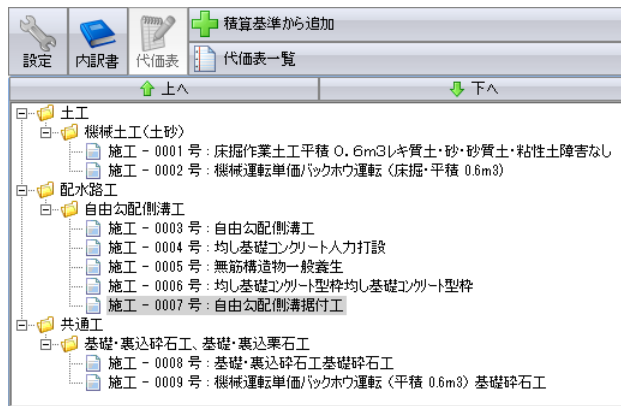 設定
内訳書
代価表
積算基準から追加
代価表一覧
上へ
下へ
土工
機械土工(土砂)
施工 - 0001 号 : 床掘作業土工平積 0.6m3レキ質土・砂・砂質土・粘性土障害なし
施工 - 0002 号 : 機械運転単価バックホウ運転 (床掘・平積 0.6m3)
配水路工
自由勾配側溝工
施工 - 0003 号 : 自由勾配側溝工
施工 - 0004 号 : 均し基礎コンクリート人力打設
施工 - 0005 号 : 無筋構造物一般養生
施工 - 0006 号 : 均し基礎コンクリート型枠均し基礎コンクリート型枠
施工 - 0007 号 : 自由勾配側溝据付工
共通工
基礎・裏込砕石工、基礎・裏込栗石工
施工 - 0008 号 : 基礎・裏込砕石工基礎砕石工
施工 - 0009 号 : 機械運転単価バックホウ運転 (平積 0.6m3) 基礎砕石工